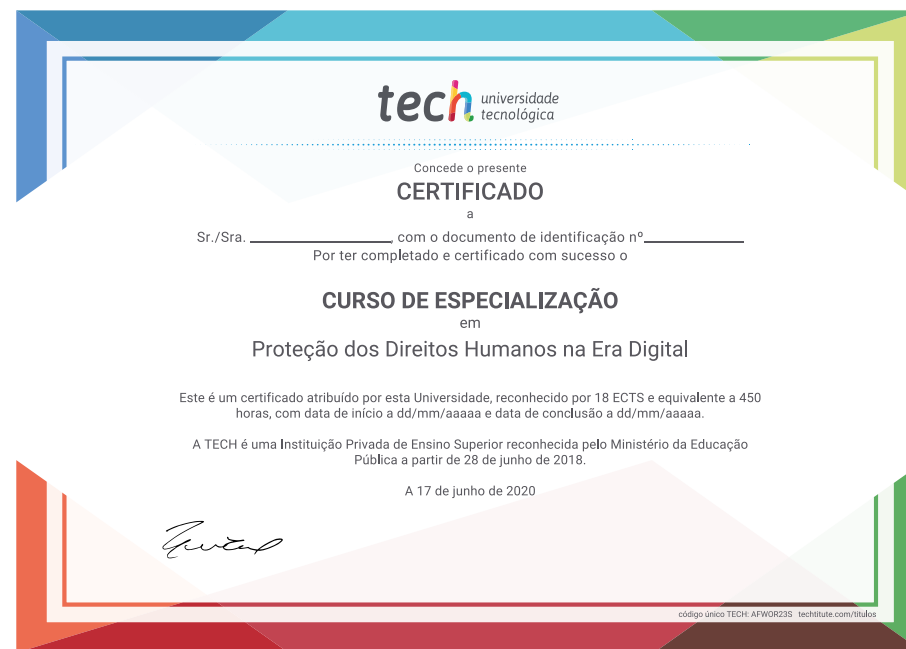 tech universidade
tecnológica
Concede o presente
CERTIFICADO
a
Sr./Sra. ________________, com o documento de identificação nº____________
Por ter completado e certificado com sucesso o
CURSO DE ESPECIALIZAÇÃO
em
Proteção dos Direitos Humanos na Era Digital
Este é um certificado atribuído por esta Universidade, reconhecido por 18 ECTS e equivalente a 450
horas, com data de início a dd/mm/aaaaa e data de conclusão a dd/mm/aaaaa.
A TECH é uma Instituição Privada de Ensino Superior reconhecida pelo Ministério da Educação
Pública a partir de 28 de junho de 2018.
A 17 de junho de 2020
código único TECH: AFWOR23S techtitute.com/titulos